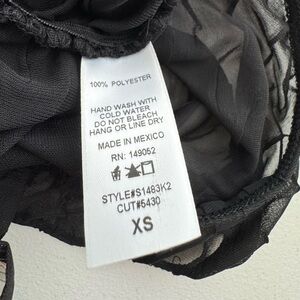 100% POLYESTER
HAND WASH WITH
COLD WATER
DO NOT BLEACH
HANG OR LINE DRY
MADE IN MEXICO
RN: 149052
STYLE#S1483K2
CUT#5430
XS